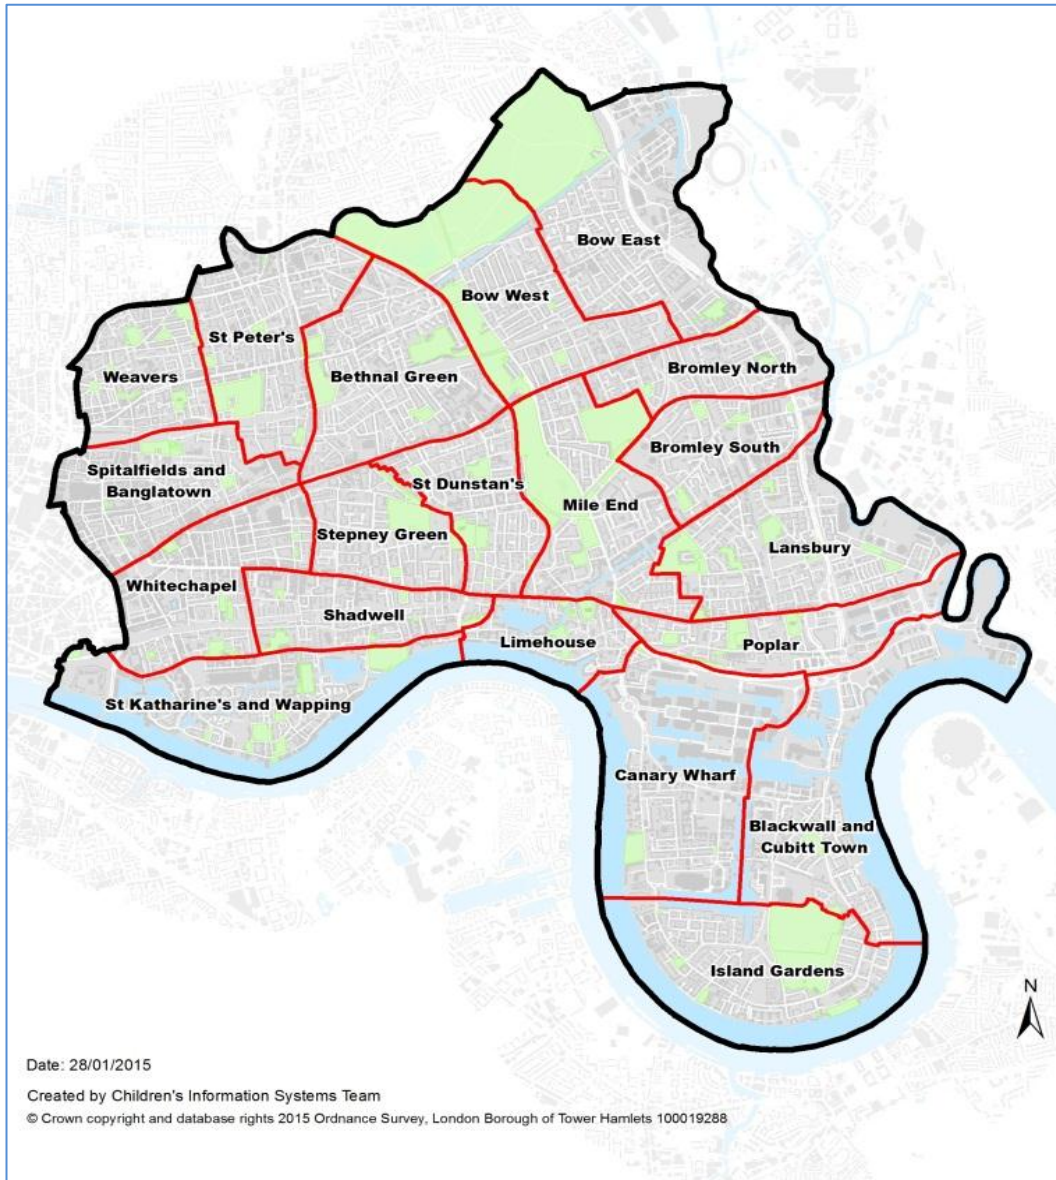 Bow East
Bow West
St Peter's
Weavers
Bethnal Green
Bromley North
Bromley South
Spitalfields and
Banglatown
St Dunstan's
Mile End
Stepney Green
Lansbury
Whitechapel
Shadwell
Limehouse
Poplar
St Katharine's and Wapping
Canary Wharf
Blackwall and
Cubitt Town
Island Gardens
N
Date: 28/01/2015
Created by Children's Information Systems Team
© Crown copyright and database rights 2015 Ordnance Survey, London Borough of Tower Hamlets 100019288